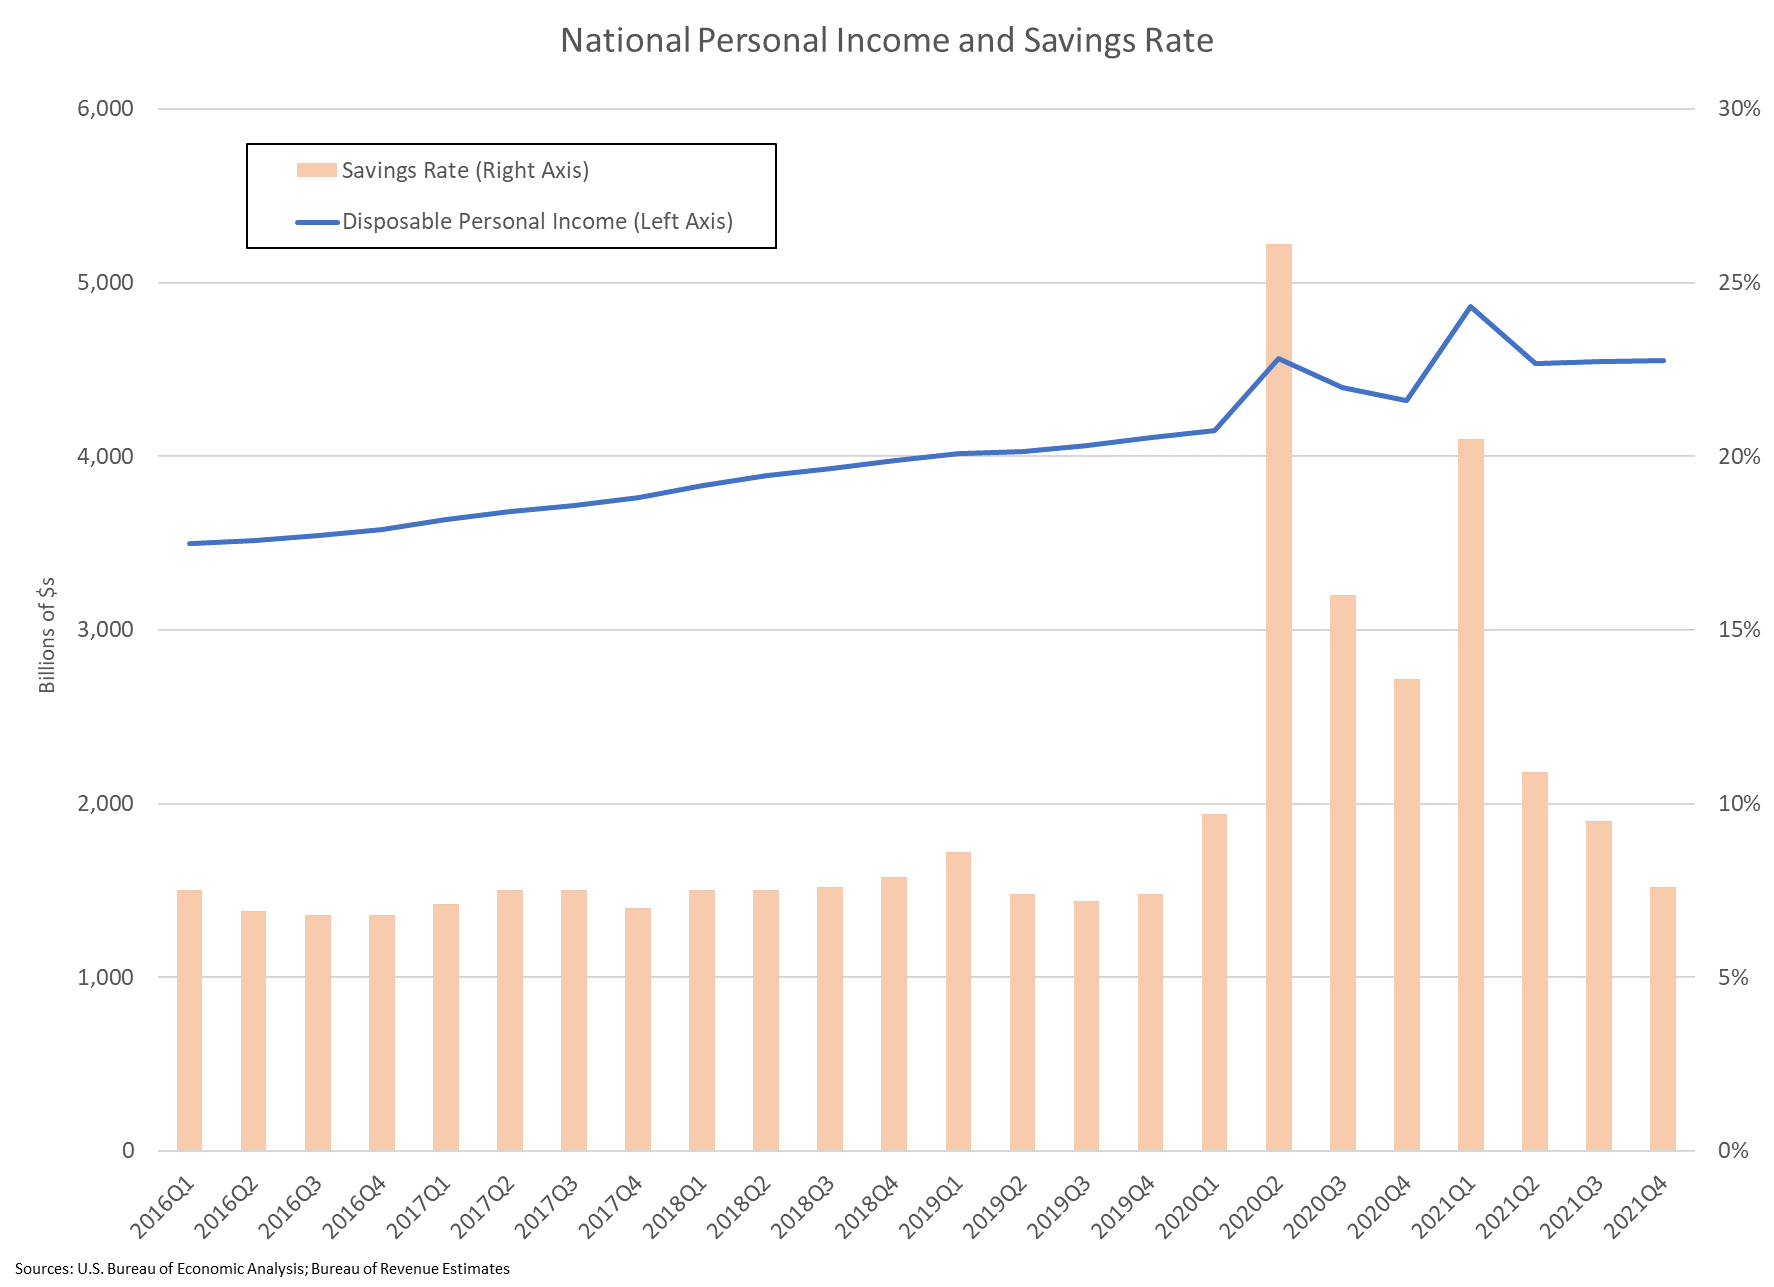 National Personal Income and Savings Rate
6,000
5,000
4,000
3,000
2,000
1,000
0
Billions of $s
Savings Rate (Right Axis)
Disposable Personal Income (Left Axis)
30%
25%
20%
15%
10%
5%
0%
2016Q1
2016Q2
2016Q3
2016Q4
2017Q1
2017Q2
2017Q3
2017Q4
2018Q1
2018Q2
2018Q3
2018Q4
2019Q1
2019Q2
2019Q3
2019Q4
2020Q1
2020Q2
2020Q3
2020Q4
2021Q1
2021Q2
2021Q3
2021Q4
Sources: U.S. Bureau of Economic Analysis; Bureau of Revenue Estimates